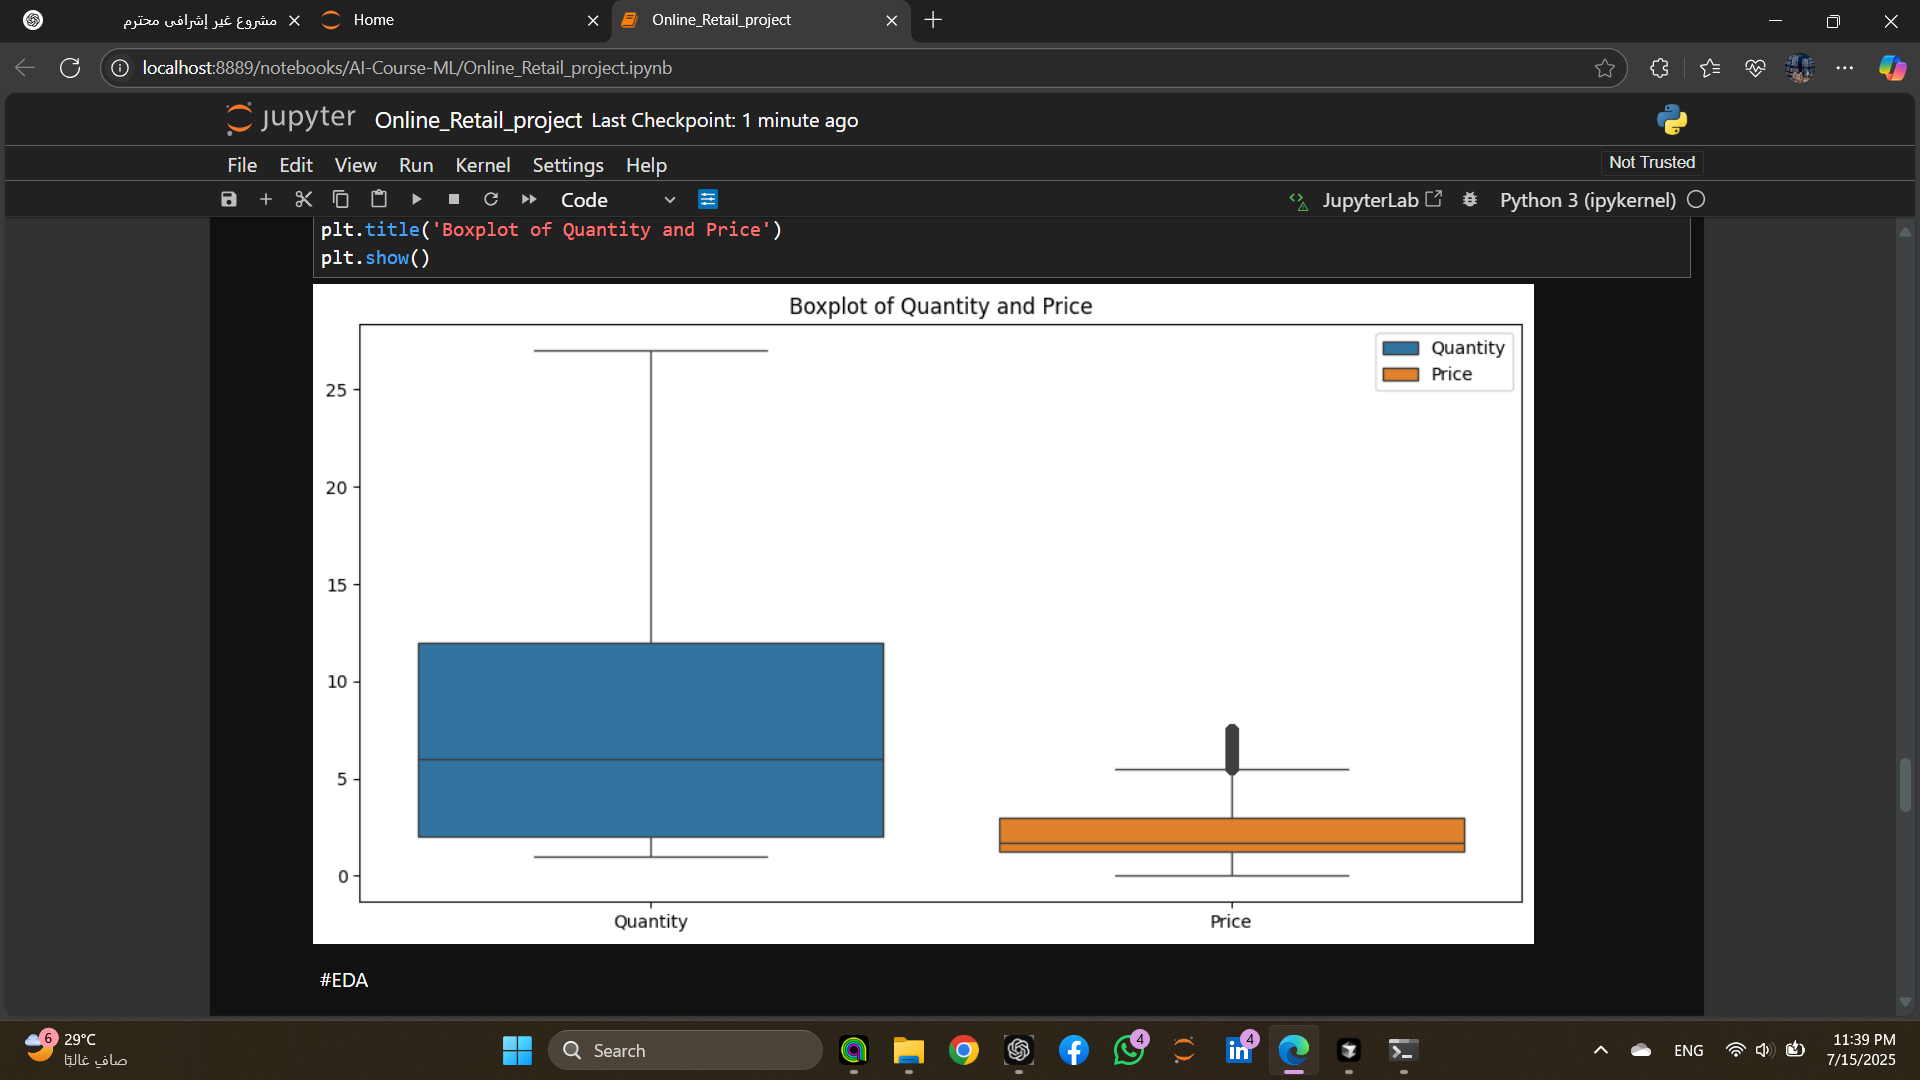 مشروع غير إشرافي محترم
Home
Online_Retail_project
localhost:8889/notebooks/AI-Course-ML/Online_Retail_project.ipynb
jupyter Online_Retail_project Last Checkpoint: 1 minute ago
File Edit View Run Kernel Settings Help
Not Trusted
Code
JupyterLab
Python 3 (ipykernel)
plt.title('Boxplot of Quantity and Price')
plt.show()
Boxplot of Quantity and Price
Quantity
Price
25
20
15
10
5
0
Quantity
Price
#EDA
6
29°C
صافٍ غالبًا
Search
4
in
4
ENG
11:39 PM
7/15/2025